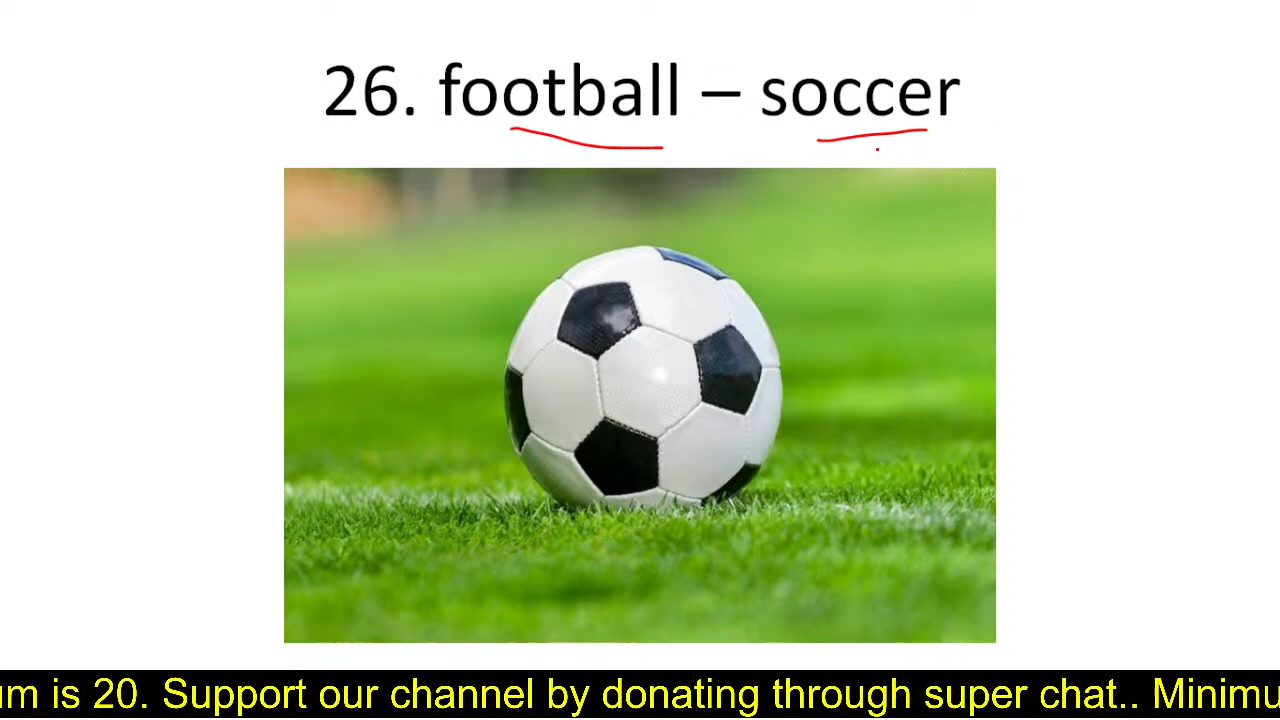 26. football – soccer
um is 20. Support our channel by donating through super chat.. Minimu